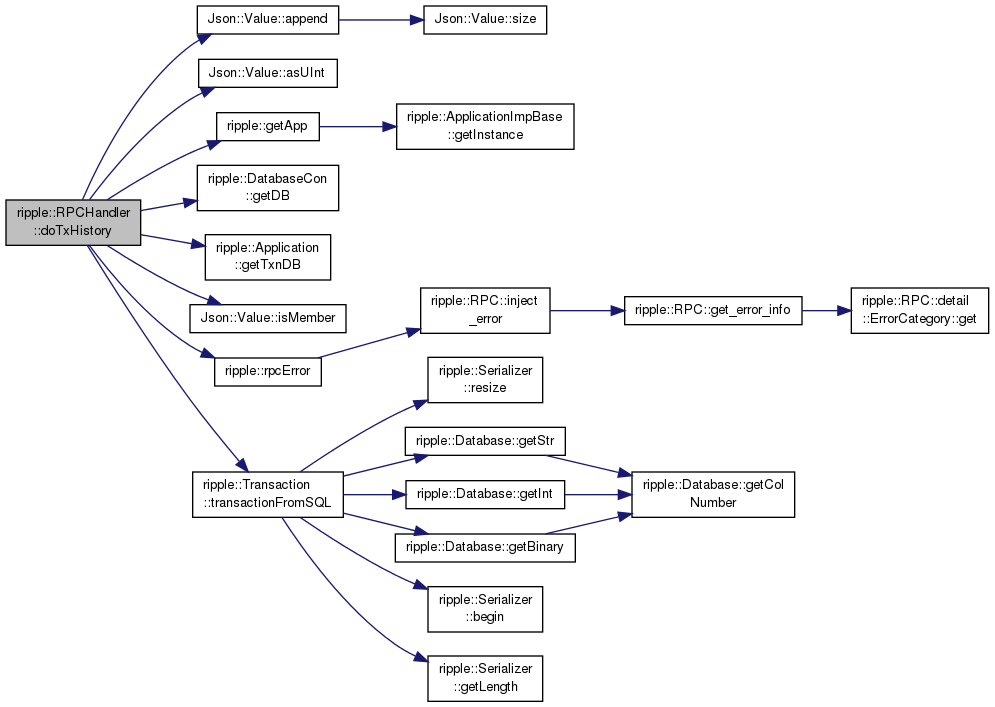 Json::Value::append
Json::Value::size
Json::Value::asUInt
ripple::getApp
ripple::ApplicationImpBase
::getInstance
ripple::DatabaseCon
::getDB
ripple::RPCHandler
::doTxHistory
ripple::Application
::getTxnDB
Json::Value::isMember
ripple::RPC::inject
_error
ripple::RPC::get_error_info
ripple::RPC::detail
::ErrorCategory::get
ripple::rpcError
ripple::Serializer
::resize
ripple::Database::getStr
ripple::Transaction
::transactionFromSQL
ripple::Database::getInt
ripple::Database::getCol
Number
ripple::Database::getBinary
ripple::Serializer
::begin
ripple::Serializer
::getLength